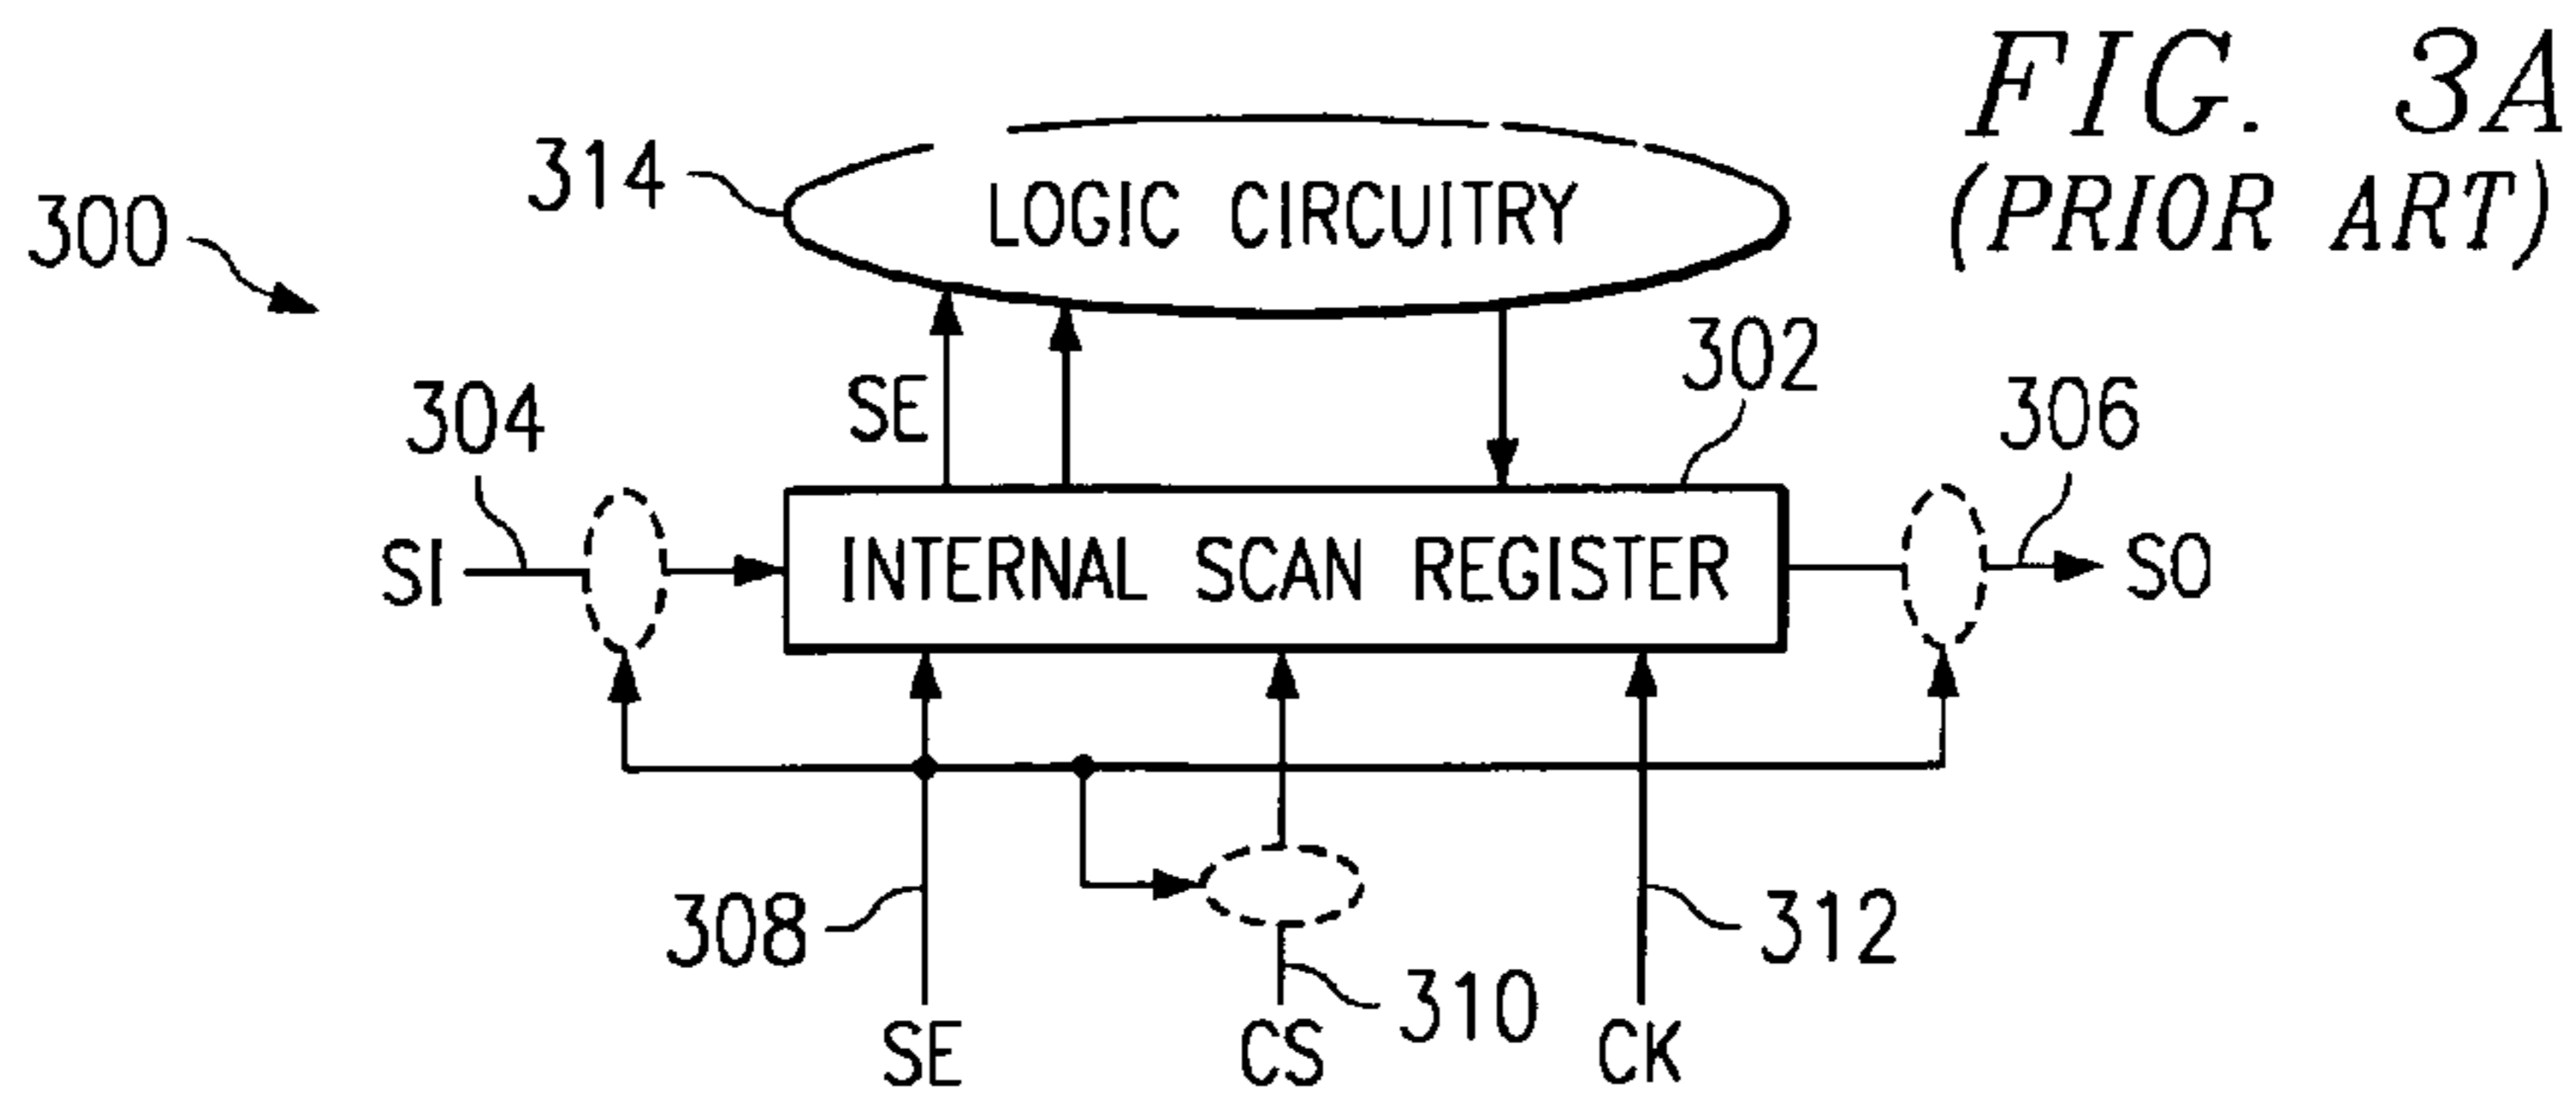 FIG. 3A
(PRIOR ART)
300
314
LOGIC CIRCUITRY
302
304
SE
306
SI
INTERNAL SCAN REGISTER
SO
308
310
312
SE
CS
CK